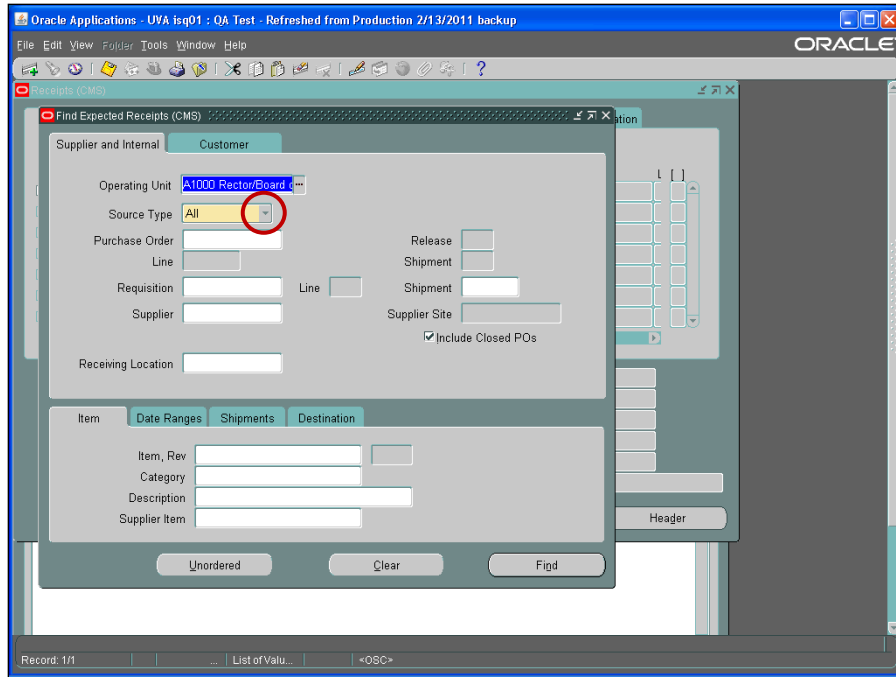 Oracle Applications - UVA isq01 : QA Test - Refreshed from Production 2/13/2011 backup
File Edit View Folder Tools Window Help
ORACLE
Receipts (CMS)
Find Expected Receipts (CMS)
ation
Supplier and Internal Customer
L [ ]
Operating Unit A1000 Rector/Board
Source Type All
Purchase Order Release
Line Shipment
Requisition Line Shipment
Supplier Supplier Site
Include Closed POs
Receiving Location
Item Date Ranges Shipments Destination
Item, Rev
Category
Description
Supplier Item
Header
Unordered Clear Find
Record: 1/1 ... List of Valu... <OSC>